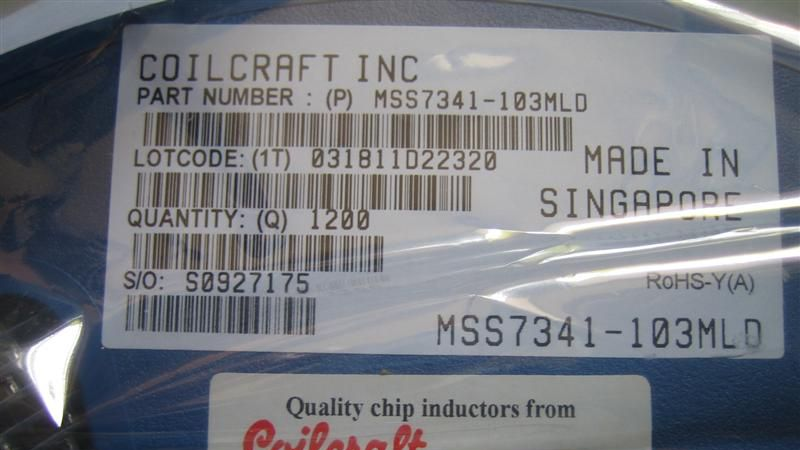 COILCRAFT INC
PART NUMBER : (P) MSS7341-103MLD
LOTCODE: (1T) 031811D22320
QUANTITY: (Q) 1200
S/O: S0927175
MADE IN
SINGAPORE
RoHS-Y(A)
MSS7341-103MLD
Quality chip inductors from
Coilcraft